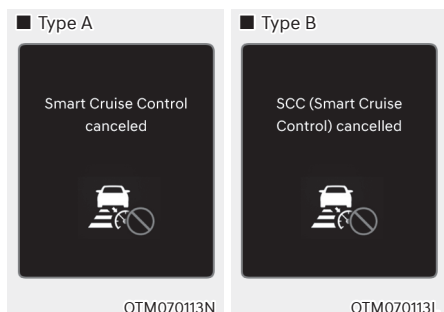 ■ Type A
Smart Cruise Control
canceled
OTM070113N
■ Type B
SCC (Smart Cruise
Control) cancelled
OTM070113L